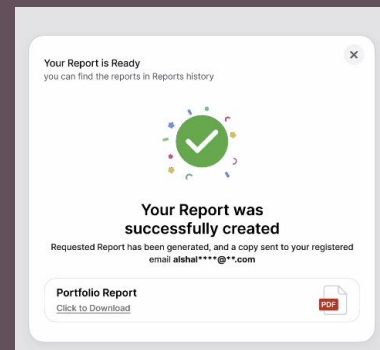 Your Report is Ready
you can find the reports in Reports history
Your Report was
successfully created
Requested Report has been generated, and a copy sent to your registered
email alshal****@**.com
Portfolio Report
Click to Download
PDF